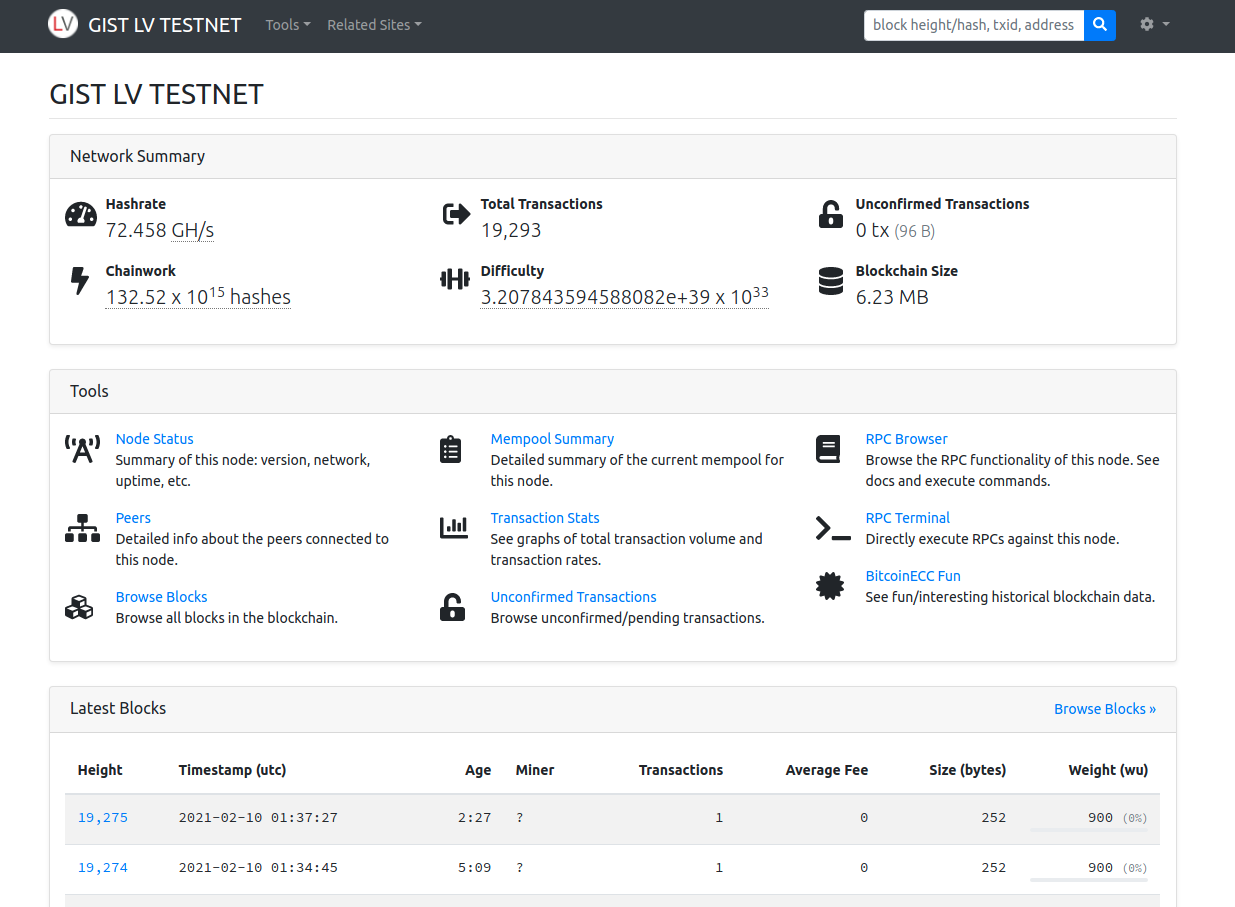 LV GIST LV TESTNET Tools Related Sites block height/hash, txid, address
GIST LV TESTNET
Network Summary
Hashrate
72.458 GH/s
Total Transactions
19,293
Unconfirmed Transactions
0 tx (96 B)
Chainwork
132.52 x 10¹⁵ hashes
Difficulty
3.207843594588082e+39 x 10³³
Blockchain Size
6.23 MB
Tools
Node Status
Summary of this node: version, network,
uptime, etc.
Peers
Detailed info about the peers connected to
this node.
Browse Blocks
Browse all blocks in the blockchain.
Mempool Summary
Detailed summary of the current mempool for
this node.
Transaction Stats
See graphs of total transaction volume and
transaction rates.
Unconfirmed Transactions
Browse unconfirmed/pending transactions.
RPC Browser
Browse the RPC functionality of this node. See
docs and execute commands.
RPC Terminal
Directly execute RPCs against this node.
BitcoinECC Fun
See fun/interesting historical blockchain data.
Latest Blocks Browse Blocks »
Height Timestamp (utc) Age Miner Transactions Average Fee Size (bytes) Weight (wu)
19,275 2021-02-10 01:37:27 2:27 ? 1 0 252 900 (0%)
19,274 2021-02-10 01:34:45 5:09 ? 1 0 252 900 (0%)